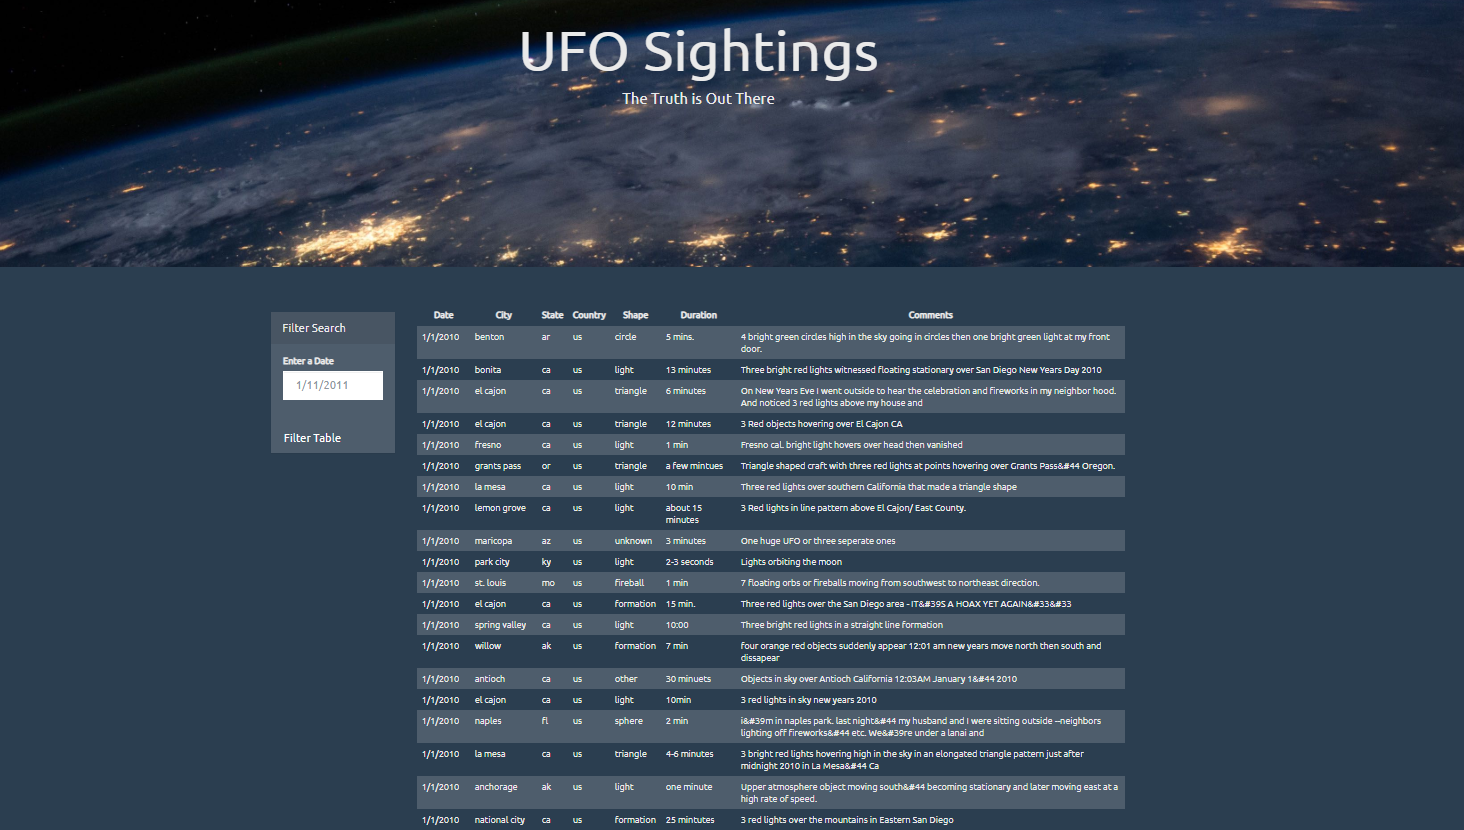 UFO Sightings
The Truth is Out There
Filter Search
Enter a Date
1/11/2011
Filter Table
Date City State Country Shape Duration Comments
1/1/2010 benton ar us circle 5 mins. 4 bright green circles high in the sky going in circles then one bright green light at my front
door.
1/1/2010 bonita ca us light 13 minutes Three bright red lights witnessed floating stationary over San Diego New Years Day 2010
1/1/2010 el cajon ca us triangle 6 minutes On New Years Eve I went outside to hear the celebration and fireworks in my neighbor hood.
And noticed 3 red lights above my house and
1/1/2010 el cajon ca us triangle 12 minutes 3 Red objects hovering over El Cajon CA
1/1/2010 fresno ca us light 1 min Fresno cal. bright light hovers over head then vanished
1/1/2010 grants pass or us triangle a few mintues Triangle shaped craft with three red lights at points hovering over Grants Pass&#44 Oregon.
1/1/2010 la mesa ca us light 10 min Three red lights over southern California that made a triangle shape
1/1/2010 lemon grove ca us light about 15 3 Red lights in line pattern above El Cajon/ East County.
minutes
1/1/2010 maricopa az us unknown 3 minutes One huge UFO or three seperate ones
1/1/2010 park city ky us light 2-3 seconds Lights orbiting the moon
1/1/2010 st. louis mo us fireball 1 min 7 floating orbs or fireballs moving from southwest to northeast direction.
1/1/2010 el cajon ca us formation 15 min. Three red lights over the San Diego area - IT&#39S A HOAX YET AGAIN&#33&#33
1/1/2010 spring valley ca us light 10:00 Three bright red lights in a straight line formation
1/1/2010 willow ak us formation 7 min four orange red objects suddenly appear 12:01 am new years move north then south and
dissapear
1/1/2010 antioch ca us other 30 minuets Objects in sky over Antioch California 12:03AM January 1&#44 2010
1/1/2010 el cajon ca us light 10min 3 red lights in sky new years 2010
1/1/2010 naples fl us sphere 2 min i&#39m in naples park. last night&#44 my husband and I were sitting outside --neighbors
lighting off fireworks&#44 etc. We&#39re under a lanai and
1/1/2010 la mesa ca us triangle 4-6 minutes 3 bright red lights hovering high in the sky in an elongated triangle pattern just after
midnight 2010 in La Mesa&#44 Ca
1/1/2010 anchorage ak us light one minute Upper atmosphere object moving south&#44 becoming stationary and later moving east at a
high rate of speed.
1/1/2010 national city ca us formation 25 mintutes 3 red lights over the mountains in Eastern San Diego